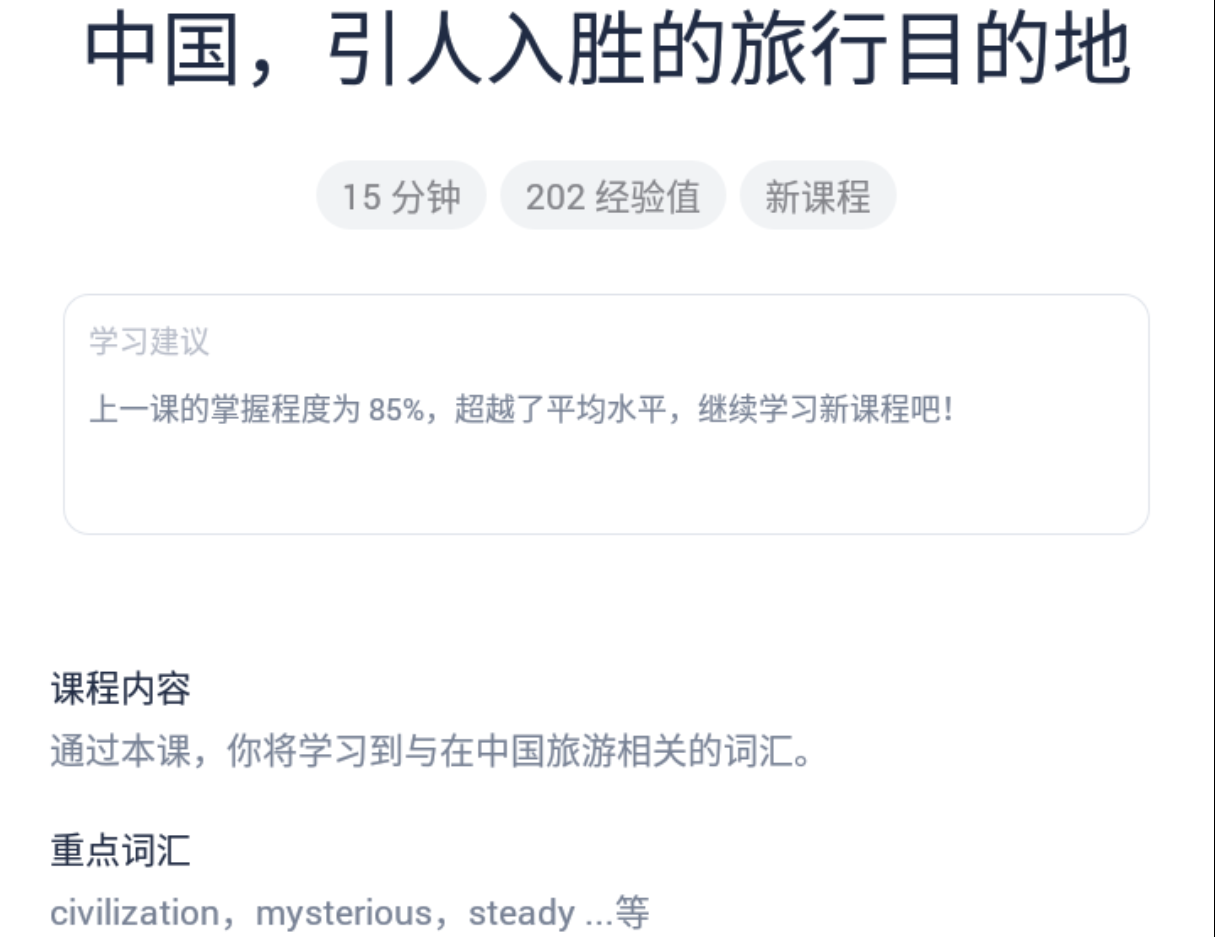 中国，引人入胜的旅行目的地
15 分钟 202 经验值 新课程
学习建议
上一课的掌握程度为 85%，超越了平均水平，继续学习新课程吧！
课程内容
通过本课，你将学习到与在中国旅游相关的词汇。
重点词汇
civilization，mysterious，steady ...等